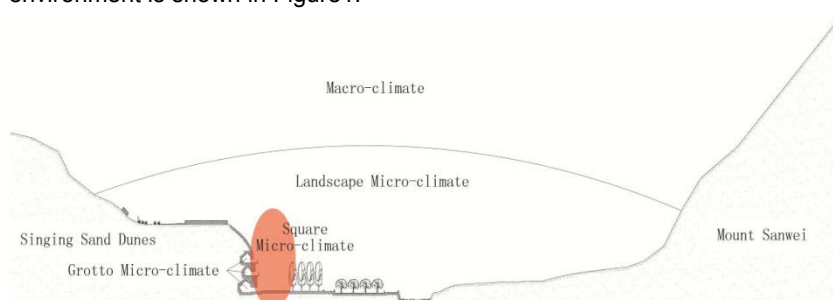 environment is shown in Figure1.
Macro-climate
Landscape Micro-climate
Square
Micro-climate
Singing Sand Dunes
Mount Sanwei
Grotto Micro-climate